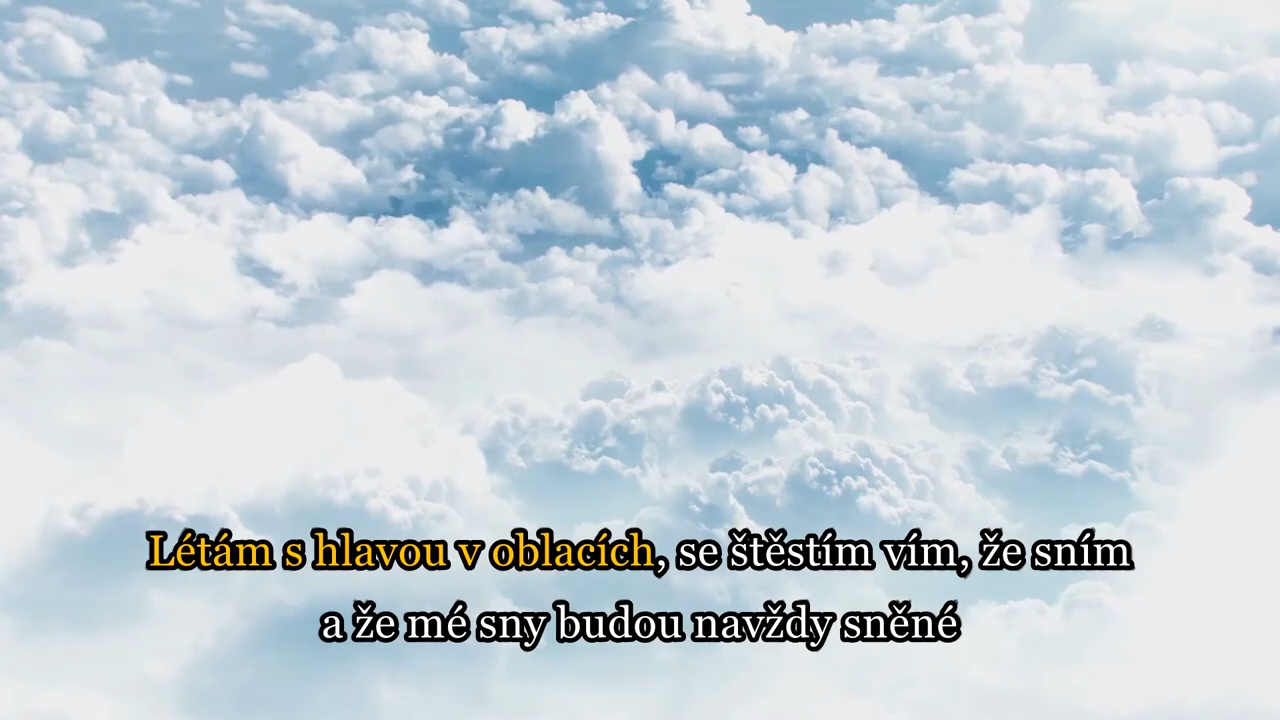 Létám s hlavou v oblacích, se štěstím vím, že sním
a že mé sny budou navždy sněné